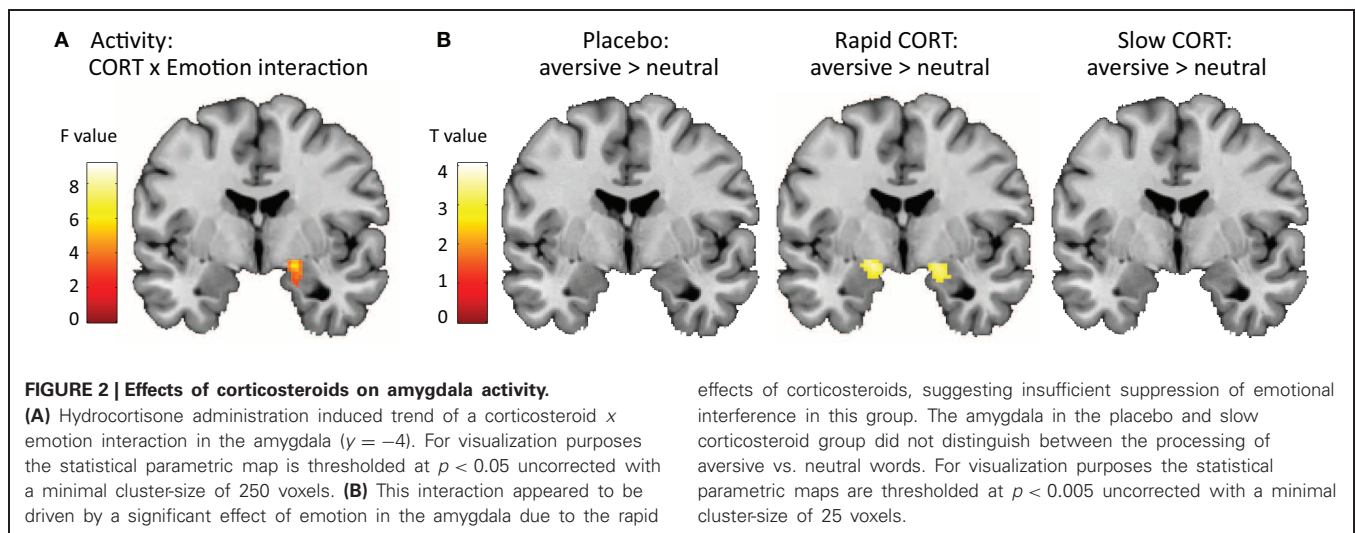 A Activity:
CORT x Emotion interaction
F value
8
6
4
2
0
B
Placebo:
aversive > neutral
Rapid CORT:
aversive > neutral
Slow CORT:
aversive > neutral
T value
4
3
2
1
0
FIGURE 2 | Effects of corticosteroids on amygdala activity.
(A) Hydrocortisone administration induced trend of a corticosteroid x
emotion interaction in the amygdala (y = −4). For visualization purposes
the statistical parametric map is thresholded at p < 0.05 uncorrected with
a minimal cluster-size of 250 voxels. (B) This interaction appeared to be
driven by a significant effect of emotion in the amygdala due to the rapid
effects of corticosteroids, suggesting insufficient suppression of emotional
interference in this group. The amygdala in the placebo and slow
corticosteroid group did not distinguish between the processing of
aversive vs. neutral words. For visualization purposes the statistical
parametric maps are thresholded at p < 0.005 uncorrected with a minimal
cluster-size of 25 voxels.